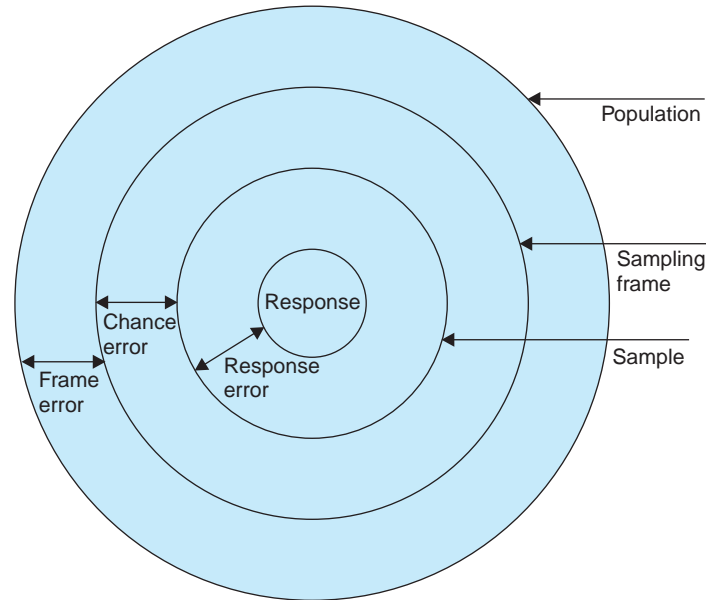 Population
Sampling
frame
Response
Chance
error
Response
error
Sample
Frame
error